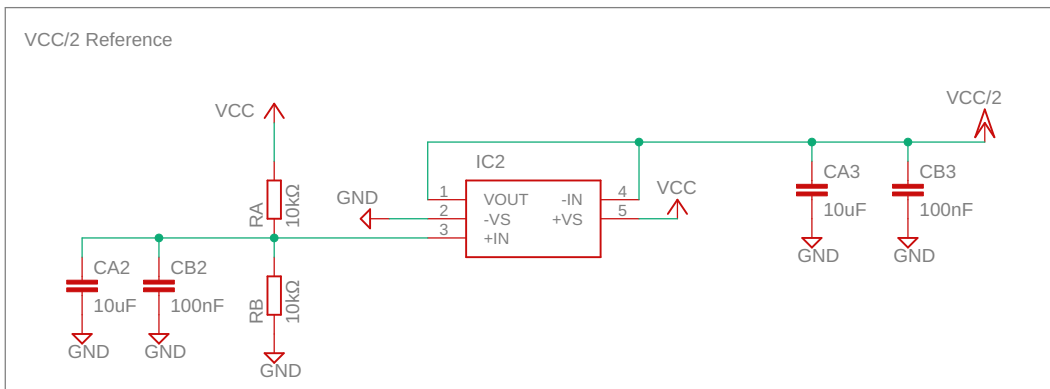 VCC/2 Reference
VCC/2
VCC
IC2
RA
10kΩ
GND
1
2
3
VOUT
-VS
+IN
-IN
+VS
4
5
VCC
CA3
10uF
GND
CB3
100nF
GND
CA2
10uF
GND
CB2
100nF
GND
RB
10kΩ
GND